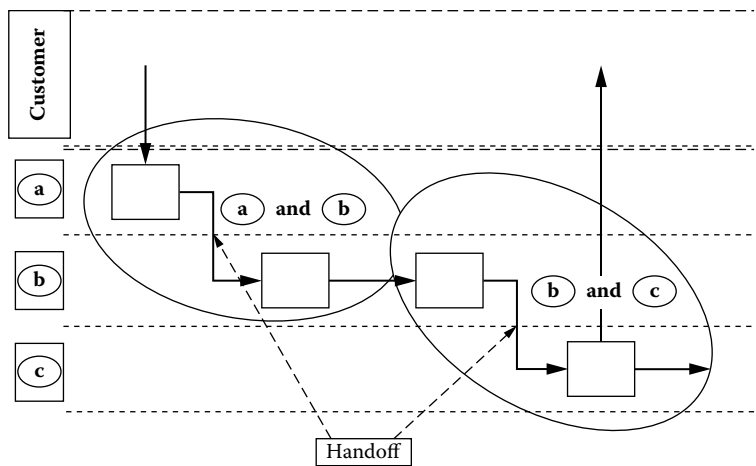 Customer
a
a and b
b
b and c
c
Handoff